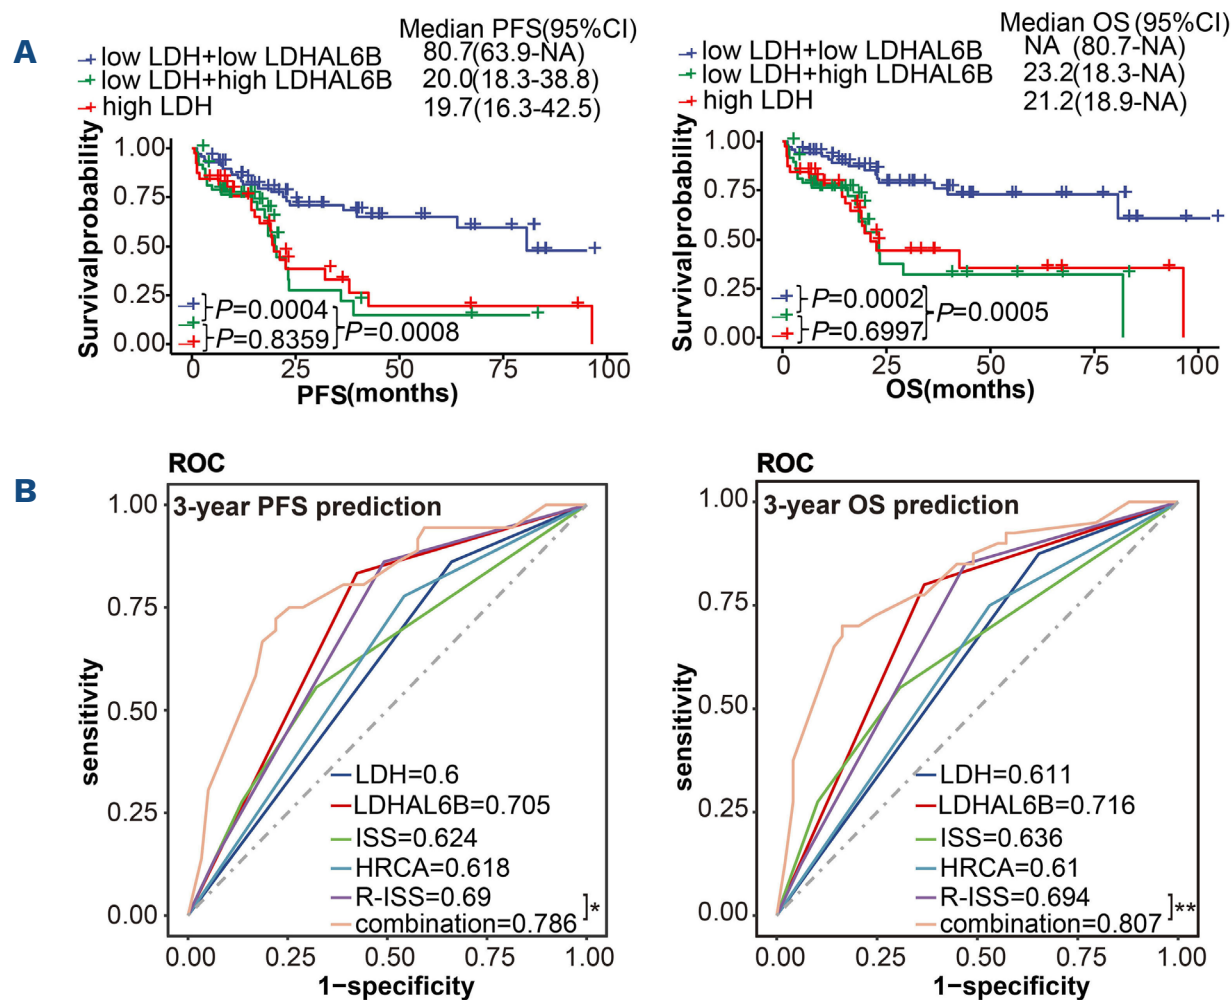 A
Median PFS(95%CI)
low LDH+low LDHAL6B 80.7(63.9-NA)
low LDH+high LDHAL6B 20.0(18.3-38.8)
high LDH 19.7(16.3-42.5)
Survivalprobability
1.00
0.75
0.50
0.25
0.00
P=0.0004
P=0.8359
P=0.0008
0 25 50 75 100
PFS(months)
Median OS (95%CI)
low LDH+low LDHAL6B NA (80.7-NA)
low LDH+high LDHAL6B 23.2(18.3-NA)
high LDH 21.2(18.9-NA)
Survivalprobability
1.00
0.75
0.50
0.25
0.00
P=0.0002
P=0.6997
P=0.0005
0 25 50 75 100
OS(months)
B
ROC
3-year PFS prediction
sensitivity
1.00
0.75
0.50
0.25
0.00
LDH=0.6
LDHAL6B=0.705
ISS=0.624
HRCA=0.618
R-ISS=0.69
combination=0.786
*
0.00 0.25 0.50 0.75 1.00
1-specificity
ROC
3-year OS prediction
sensitivity
1.00
0.75
0.50
0.25
0.00
LDH=0.611
LDHAL6B=0.716
ISS=0.636
HRCA=0.61
R-ISS=0.694
combination=0.807
**
0.00 0.25 0.50 0.75 1.00
1-specificity